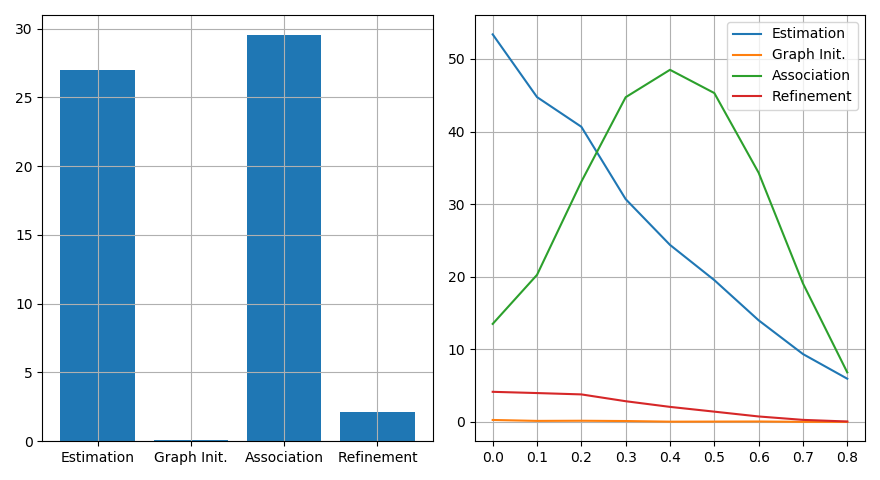 30
25
20
15
10
5
0
Estimation Graph Init. Association Refinement
50
40
30
20
10
0
0.0 0.1 0.2 0.3 0.4 0.5 0.6 0.7 0.8
Estimation
Graph Init.
Association
Refinement